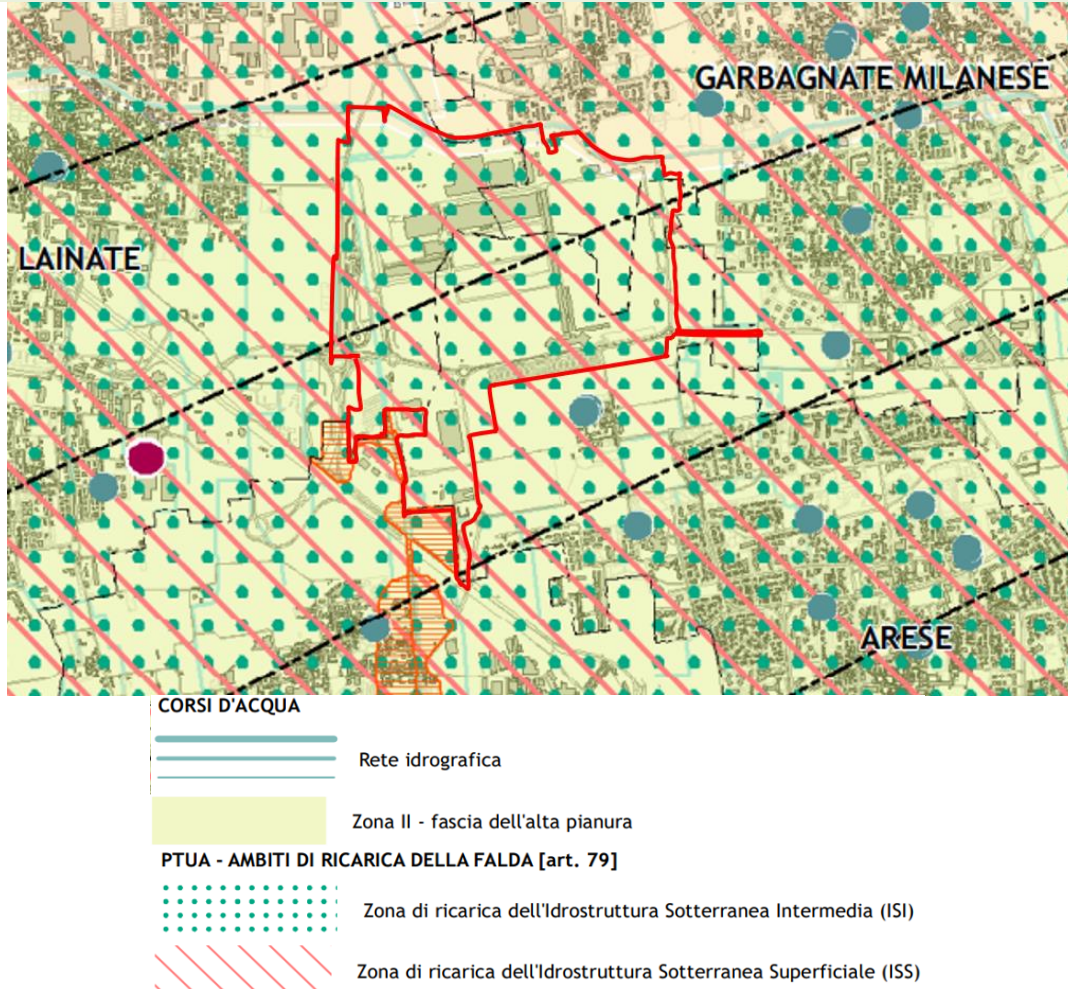 GARBAGNATE MILANESE
LAINATE
ARESE
CORSI D'ACQUA
Rete idrografica
Zona II - fascia dell'alta pianura
PTUA - AMBITI DI RICARICA DELLA FALDA [art. 79]
Zona di ricarica dell'Idrostruttura Sotterranea Intermedia (ISI)
Zona di ricarica dell'Idrostruttura Sotterranea Superficiale (ISS)